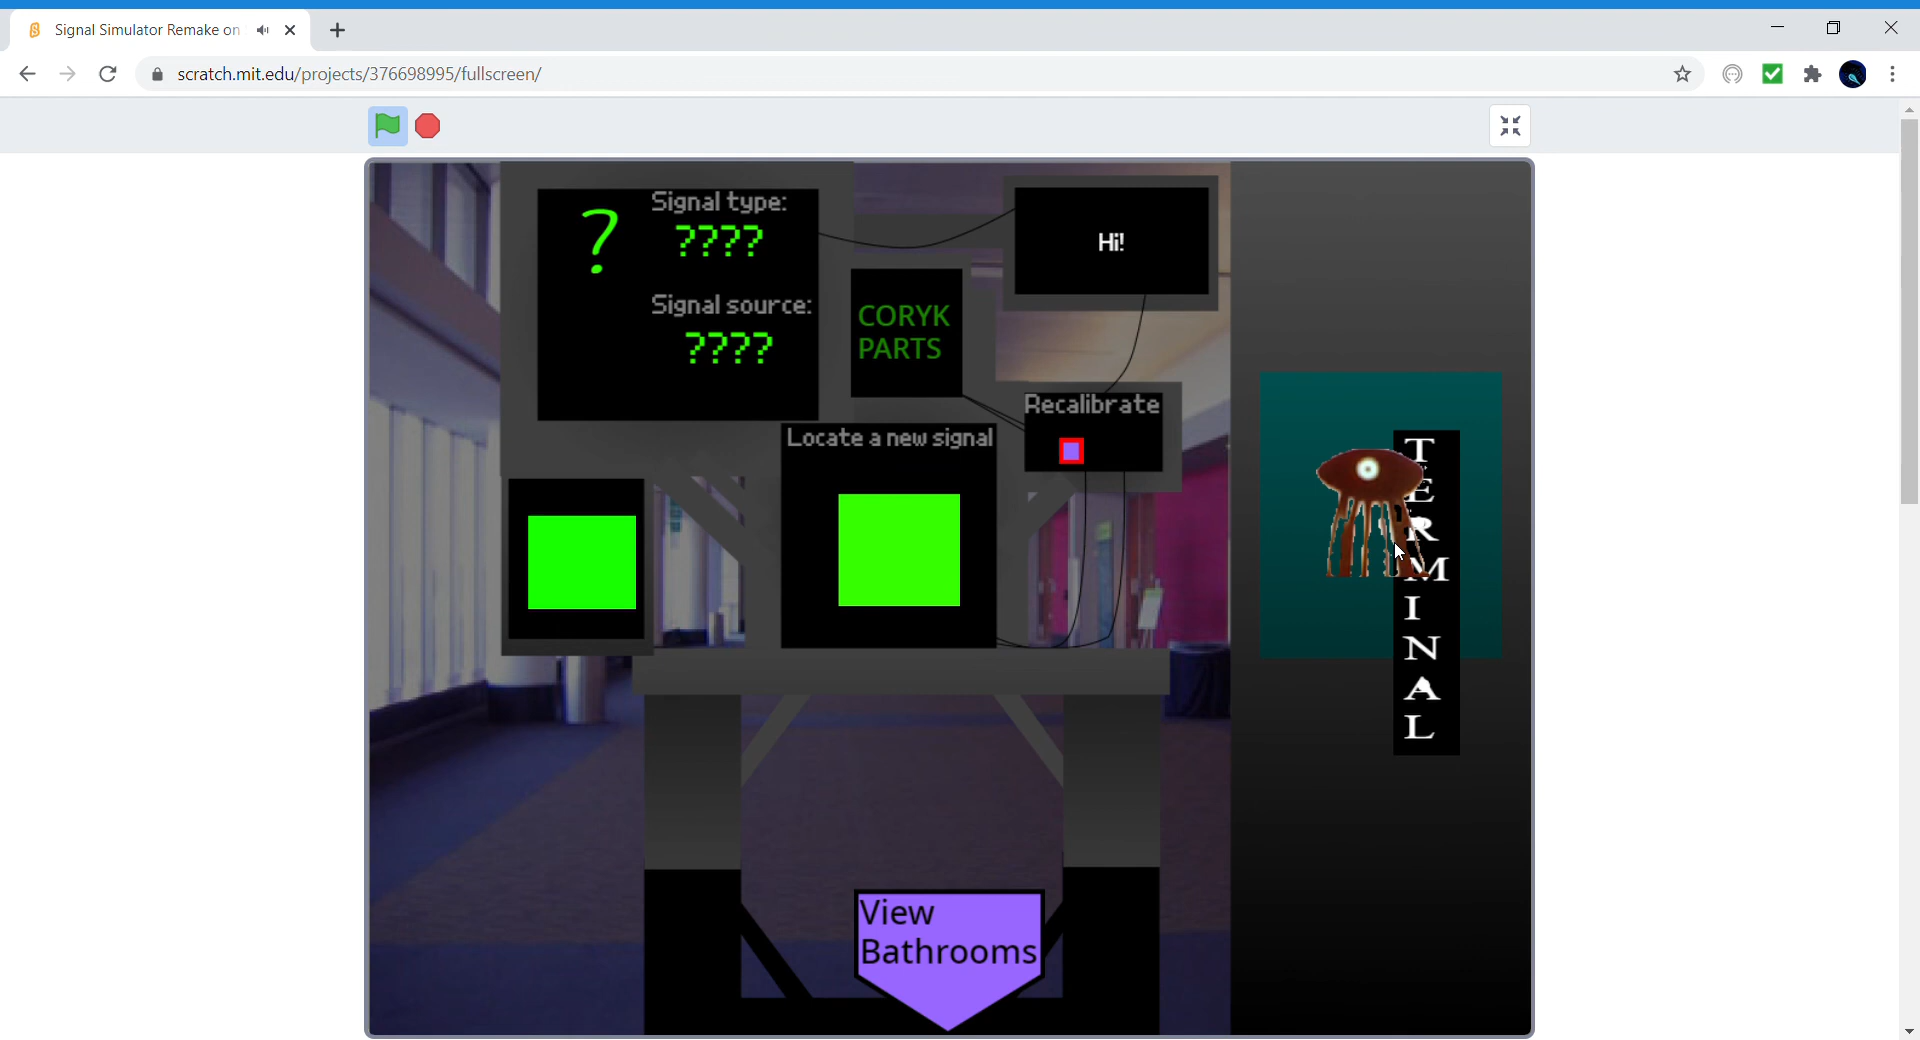 Signal Simulator Remake on
scratch.mit.edu/projects/376698995/fullscreen/
Signal type:
?
????
Signal source:
????
Hi!
CORYK
PARTS
Recalibrate
Locate a new signal
TERMINAL
View
Bathrooms